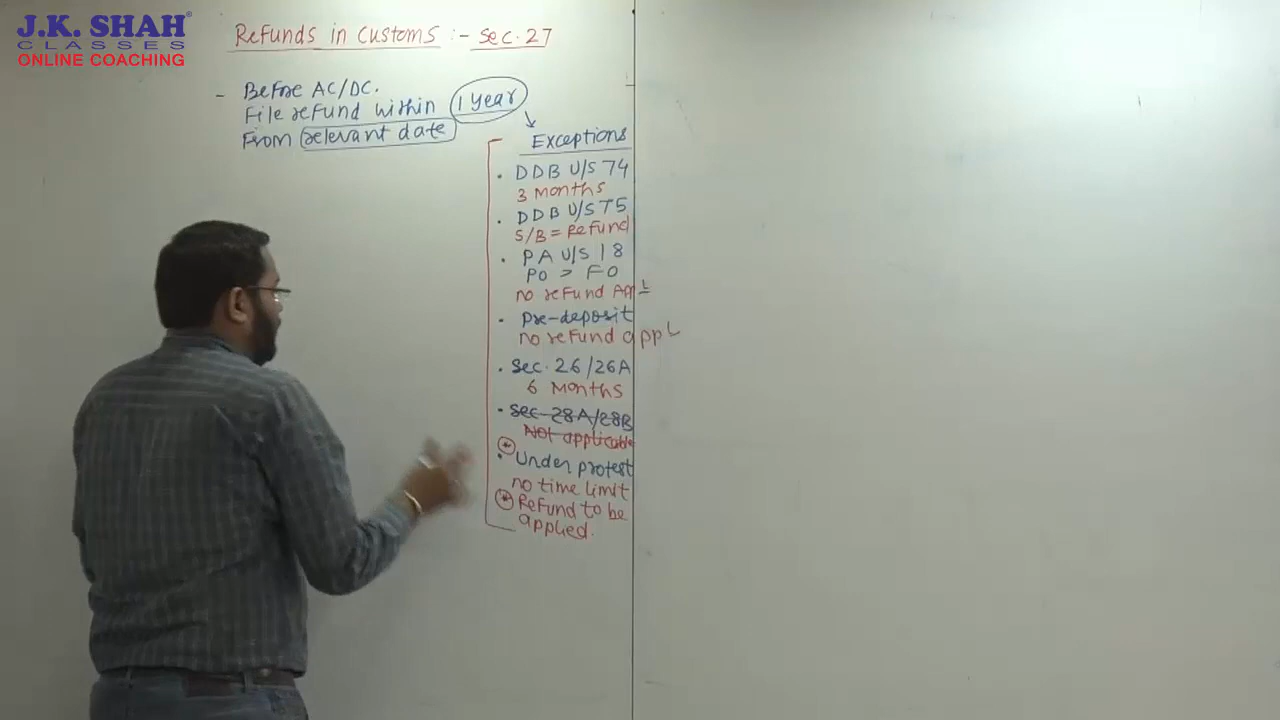 J.K. SHAH®
CLASSES
ONLINE COACHING
Refunds in Customs :- Sec. 27
- Before AC/DC.
File refund within 1 year
From relevant date
Exceptions
• DDB U/S 74
3 Months
• DDB U/S 75
S/B = Refund
• PA U/S 18
PO > FO
no refund Appl
• Pre-deposit
no refund appl
• Sec. 26/26A
6 Months
• Sec-28A/28B
Not applicable
• Under protest
no time limit
* Refund to be
applied.